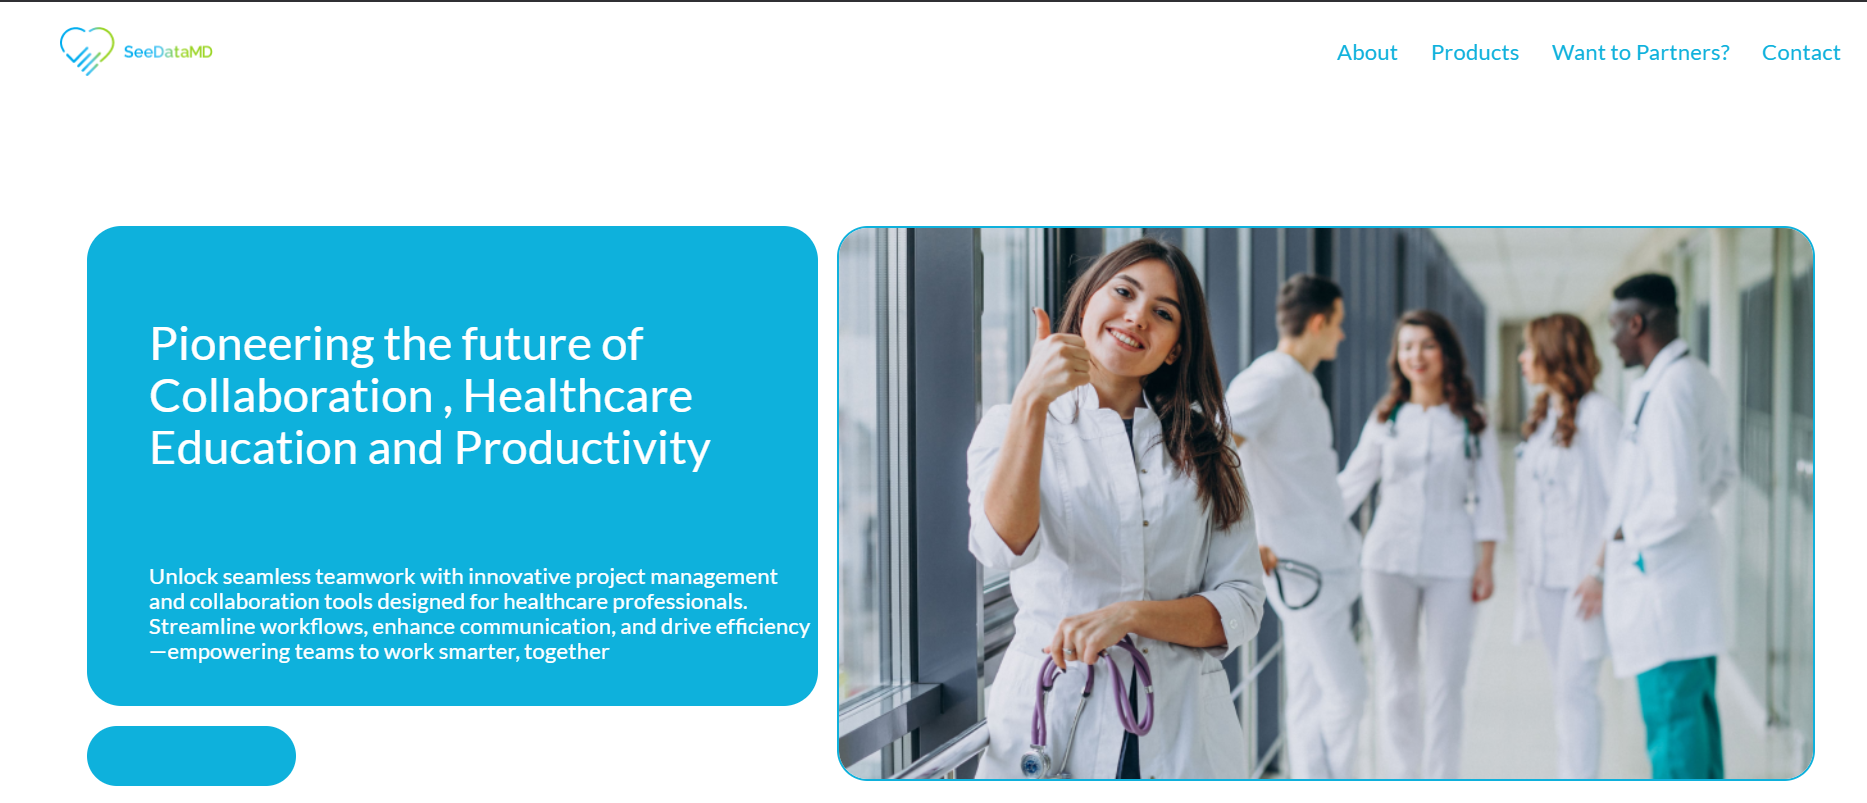 SeeDataMD
About Products Want to Partners? Contact
Pioneering the future of
Collaboration , Healthcare
Education and Productivity
Unlock seamless teamwork with innovative project management
and collaboration tools designed for healthcare professionals.
Streamline workflows, enhance communication, and drive efficiency
—empowering teams to work smarter, together